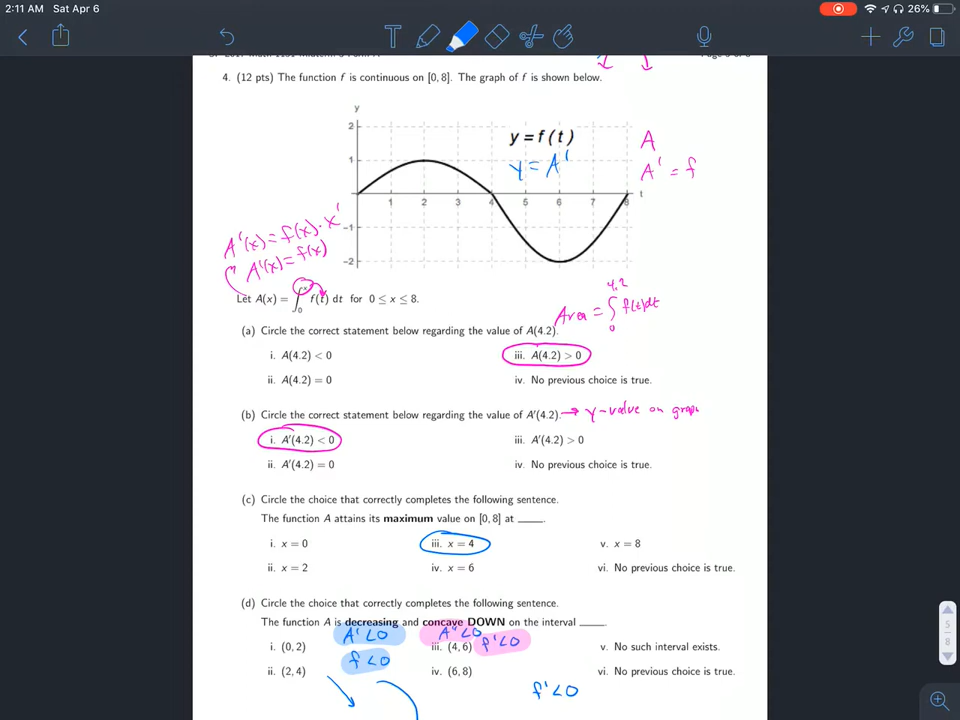 2:11 AM Sat Apr 6
26%
4. (12 pts) The function f is continuous on [0, 8]. The graph of f is shown below.
y
2
y = f(t)
A
1
y = A'
A' = f
1 2 3 4 5 6 7 8 t
-1
-2
A'(x) = f(x) · x'
A'(x) = f(x)
Let A(x) = ∫₀ˣ f(t) dt for 0 ≤ x ≤ 8.
Area = ∫₀^4.2 f(t)dt
(a) Circle the correct statement below regarding the value of A(4.2).
i. A(4.2) < 0 iii. A(4.2) > 0
ii. A(4.2) = 0 iv. No previous choice is true.
(b) Circle the correct statement below regarding the value of A'(4.2). → y-value on graph
i. A'(4.2) < 0 iii. A'(4.2) > 0
ii. A'(4.2) = 0 iv. No previous choice is true.
(c) Circle the choice that correctly completes the following sentence.
The function A attains its maximum value on [0, 8] at ____.
i. x = 0 iii. x = 4 v. x = 8
ii. x = 2 iv. x = 6 vi. No previous choice is true.
(d) Circle the choice that correctly completes the following sentence.
The function A is decreasing and concave DOWN on the interval ____.
A' < 0 A'' < 0
i. (0, 2) iii. (4, 6) f' < 0 v. No such interval exists.
f < 0
ii. (2, 4) iv. (6, 8) vi. No previous choice is true.
f' < 0
5
8